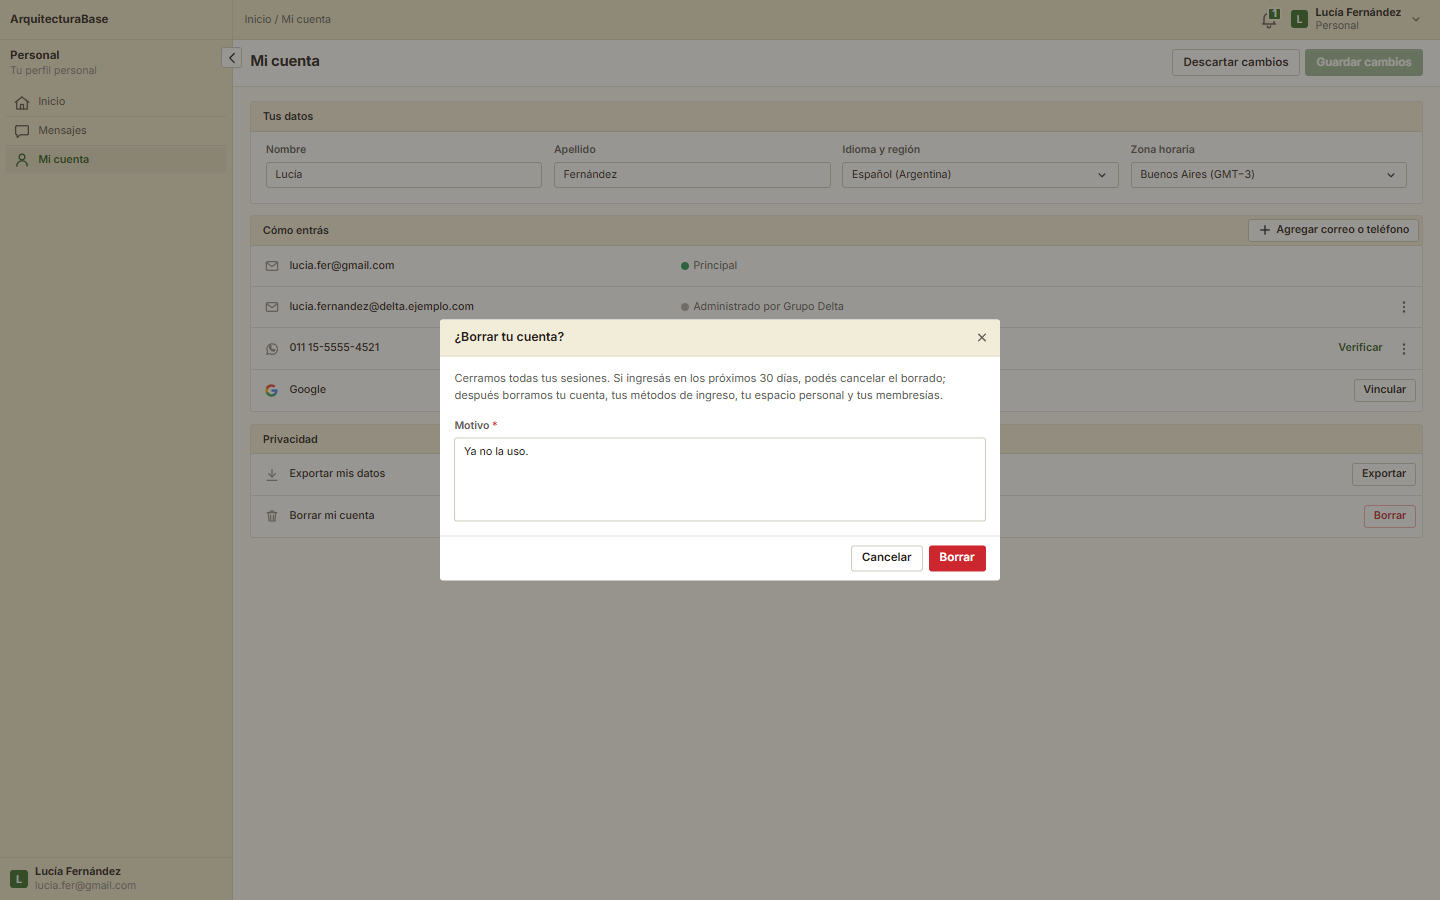 ArquitecturaBase
Inicio / Mi cuenta
1
L
Lucía Fernández
Personal
Personal
Tu perfil personal
Inicio
Mensajes
Mi cuenta
Mi cuenta
Descartar cambios
Guardar cambios
Tus datos
Nombre
Apellido
Idioma y región
Zona horaria
Lucía
Fernández
Español (Argentina)
Buenos Aires (GMT−3)
Cómo entrás
Agregar correo o teléfono
lucia.fer@gmail.com
Principal
lucia.fernandez@delta.ejemplo.com
Administrado por Grupo Delta
011 15-5555-4521
Verificar
Google
Vincular
Privacidad
Exportar mis datos
Exportar
Borrar mi cuenta
Borrar
¿Borrar tu cuenta?
Cerramos todas tus sesiones. Si ingresás en los próximos 30 días, podés cancelar el borrado;
después borramos tu cuenta, tus métodos de ingreso, tu espacio personal y tus membresías.
Motivo *
Ya no la uso.
Cancelar
Borrar
L
Lucía Fernández
lucia.fer@gmail.com